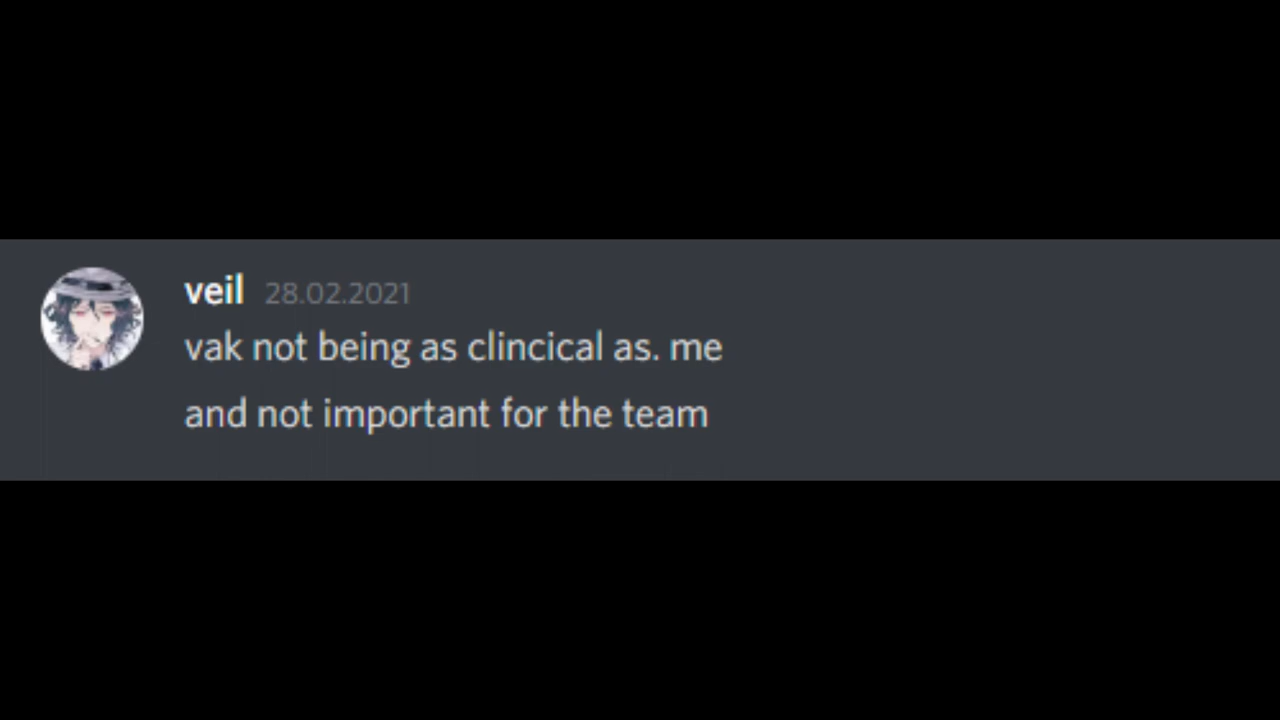 veil 28.02.2021
vak not being as clincical as. me
and not important for the team